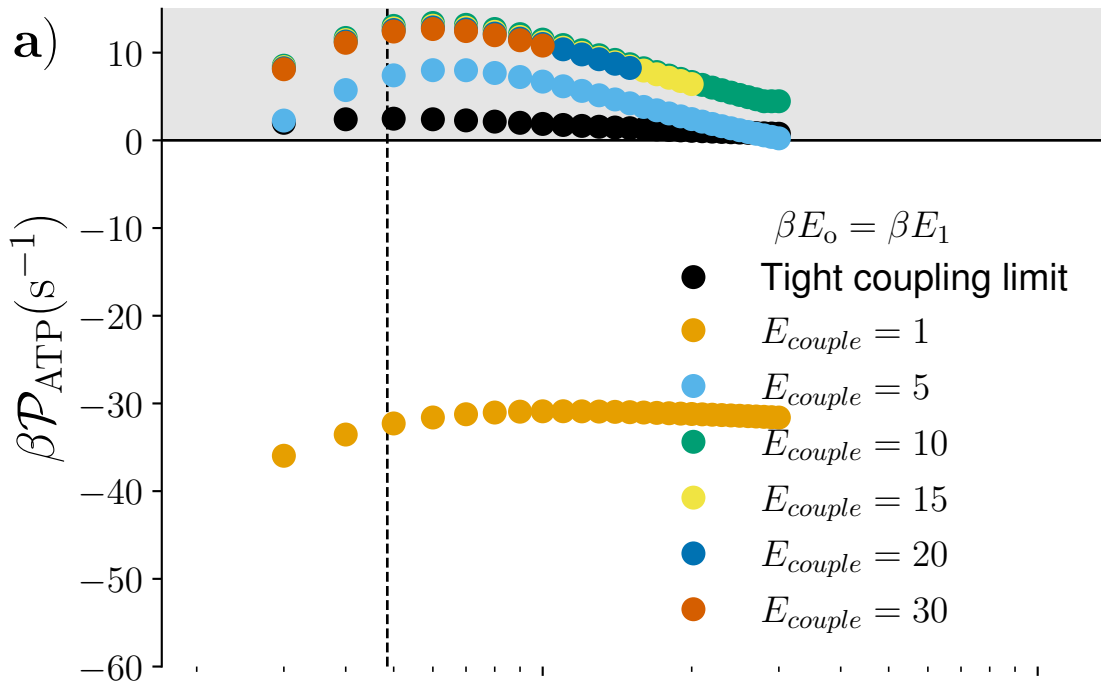 a)
10
0
−10
−20
−30
−40
−50
−60
β𝒫_ATP(s⁻¹)
βE_o = βE_1
Tight coupling limit
E_couple = 1
E_couple = 5
E_couple = 10
E_couple = 15
E_couple = 20
E_couple = 30